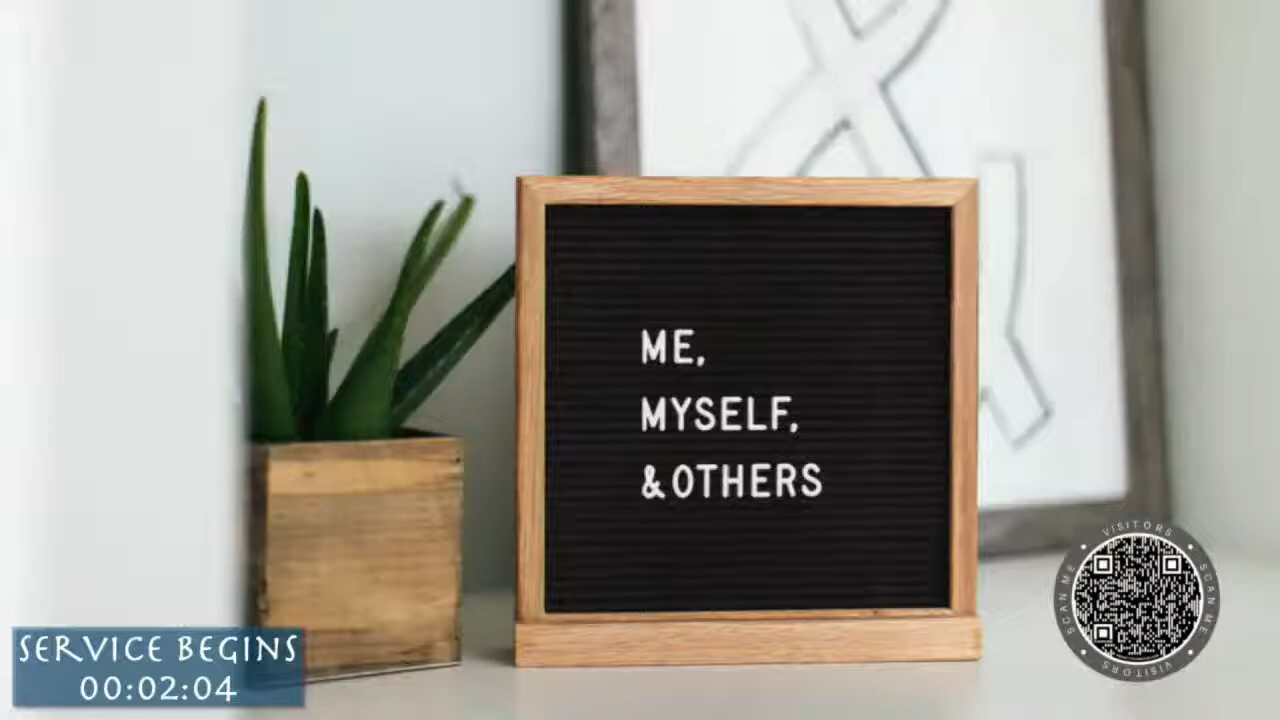 ME,
MYSELF,
& OTHERS
SERVICE BEGINS
00:02:04
VISITORS
SCAN ME
VISITORS
SCAN ME